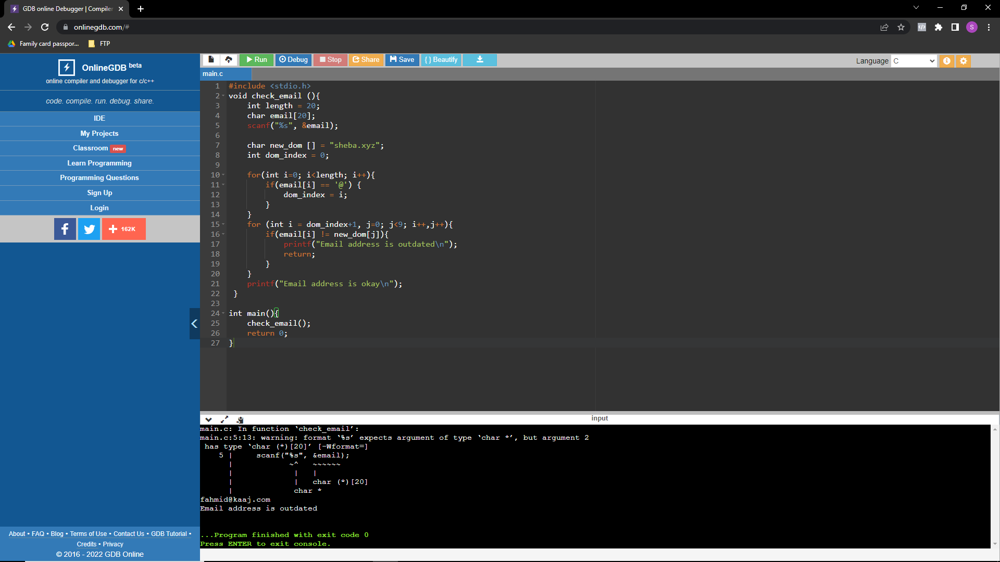 GDB online Debugger | Compiler
onlinegdb.com/#
S
Family card passpor...
FTP
OnlineGDB beta
online compiler and debugger for c/c++
code. compile. run. debug. share.
IDE
My Projects
Classroom new
Learn Programming
Programming Questions
Sign Up
Login
162K
About • FAQ • Blog • Terms of Use • Contact Us • GDB Tutorial •
Credits • Privacy
© 2016 - 2022 GDB Online
Run
Debug
Stop
Share
Save
{ } Beautify
Language C
main.c
1 #include <stdio.h>
2 void check_email (){
3     int length = 20;
4     char email[20];
5     scanf("%s", &email);
6
7     char new_dom [] = "sheba.xyz";
8     int dom_index = 0;
9
10     for(int i=0; i<length; i++){
11         if(email[i] == '@') {
12             dom_index = i;
13         }
14     }
15     for (int i = dom_index+1, j=0; j<9; i++,j++){
16         if(email[i] != new_dom[j]){
17             printf("Email address is outdated\n");
18             return;
19         }
20     }
21     printf("Email address is okay\n");
22  }
23
24 int main(){
25     check_email();
26     return 0;
27 }
input
main.c: In function ‘check_email’:
main.c:5:13: warning: format ‘%s’ expects argument of type ‘char *’, but argument 2
 has type ‘char (*)[20]’ [-Wformat=]
    5 |     scanf("%s", &email);
      |            ~^   ~~~~~~
      |             |   |
      |             |   char (*)[20]
      |             char *
fahmid@kaaj.com
Email address is outdated
...Program finished with exit code 0
Press ENTER to exit console.